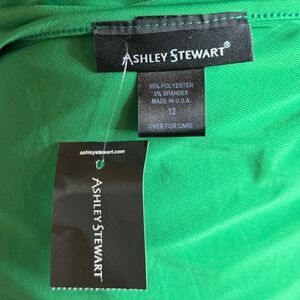 ASHLEY STEWART®
95% POLYESTER
5% SPANDEX
MADE IN U.S.A.
12
OVER FOR CARE
ashleystewart.com
ASHLEY STEWART